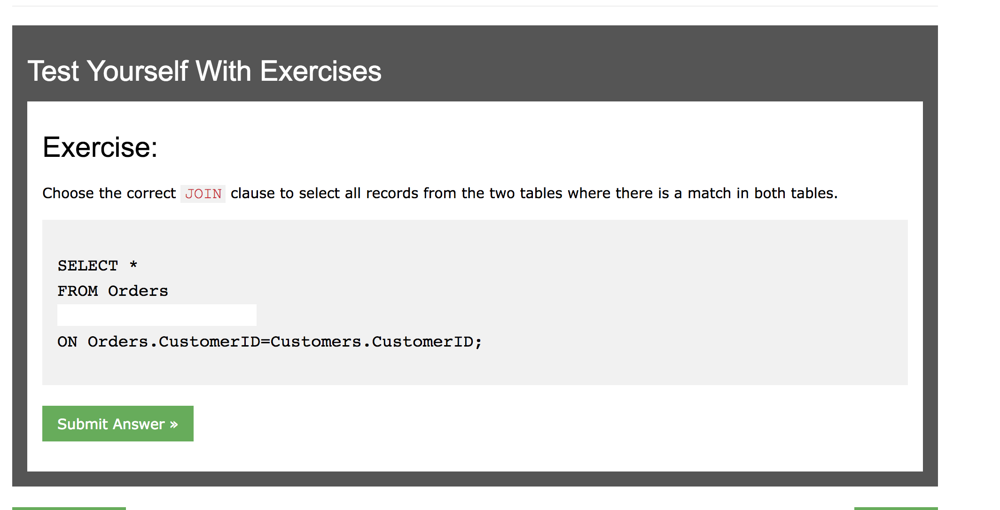 Test Yourself With Exercises
Exercise:
Choose the correct JOIN clause to select all records from the two tables where there is a match in both tables.
SELECT *
FROM Orders
ON Orders.CustomerID=Customers.CustomerID;
Submit Answer »